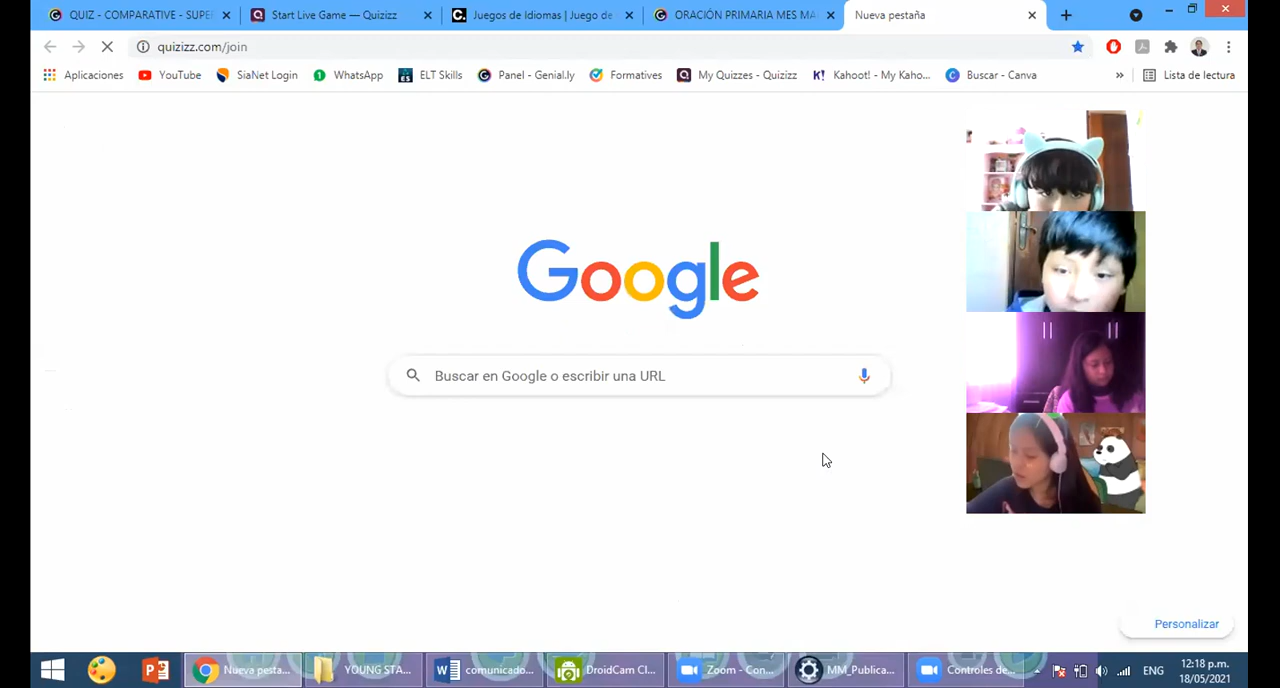 QUIZ - COMPARATIVE - SUPER
Start Live Game — Quizizz
Juegos de Idiomas | Juego de
ORACIÓN PRIMARIA MES MA
Nueva pestaña
quizizz.com/join
Aplicaciones
YouTube
SiaNet Login
WhatsApp
ELT Skills
Panel - Genial.ly
Formatives
My Quizzes - Quizizz
Kahoot! - My Kaho...
Buscar - Canva
»
Lista de lectura
Google
Buscar en Google o escribir una URL
Personalizar
Nueva pesta...
YOUNG STA...
comunicado...
DroidCam Cl...
Zoom - Con...
MM_Publica...
Controles de...
ENG
12:18 p.m.
18/05/2021